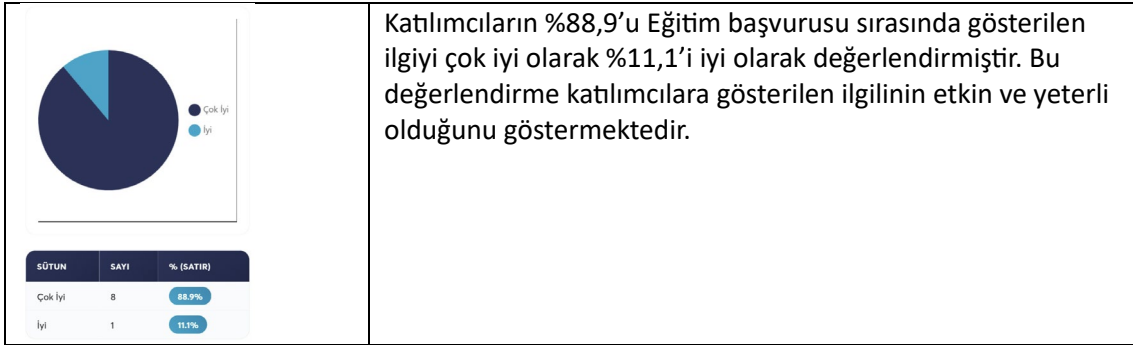 Çok İyi
İyi
SÜTUN SAYI % (SATIR)
Çok İyi 8 88.9%
İyi 1 11.1%
Katılımcıların %88,9’u Eğitim başvurusu sırasında gösterilen
ilgiyi çok iyi olarak %11,1’i iyi olarak değerlendirmiştir. Bu
değerlendirme katılımcılara gösterilen ilgilinin etkin ve yeterli
olduğunu göstermektedir.